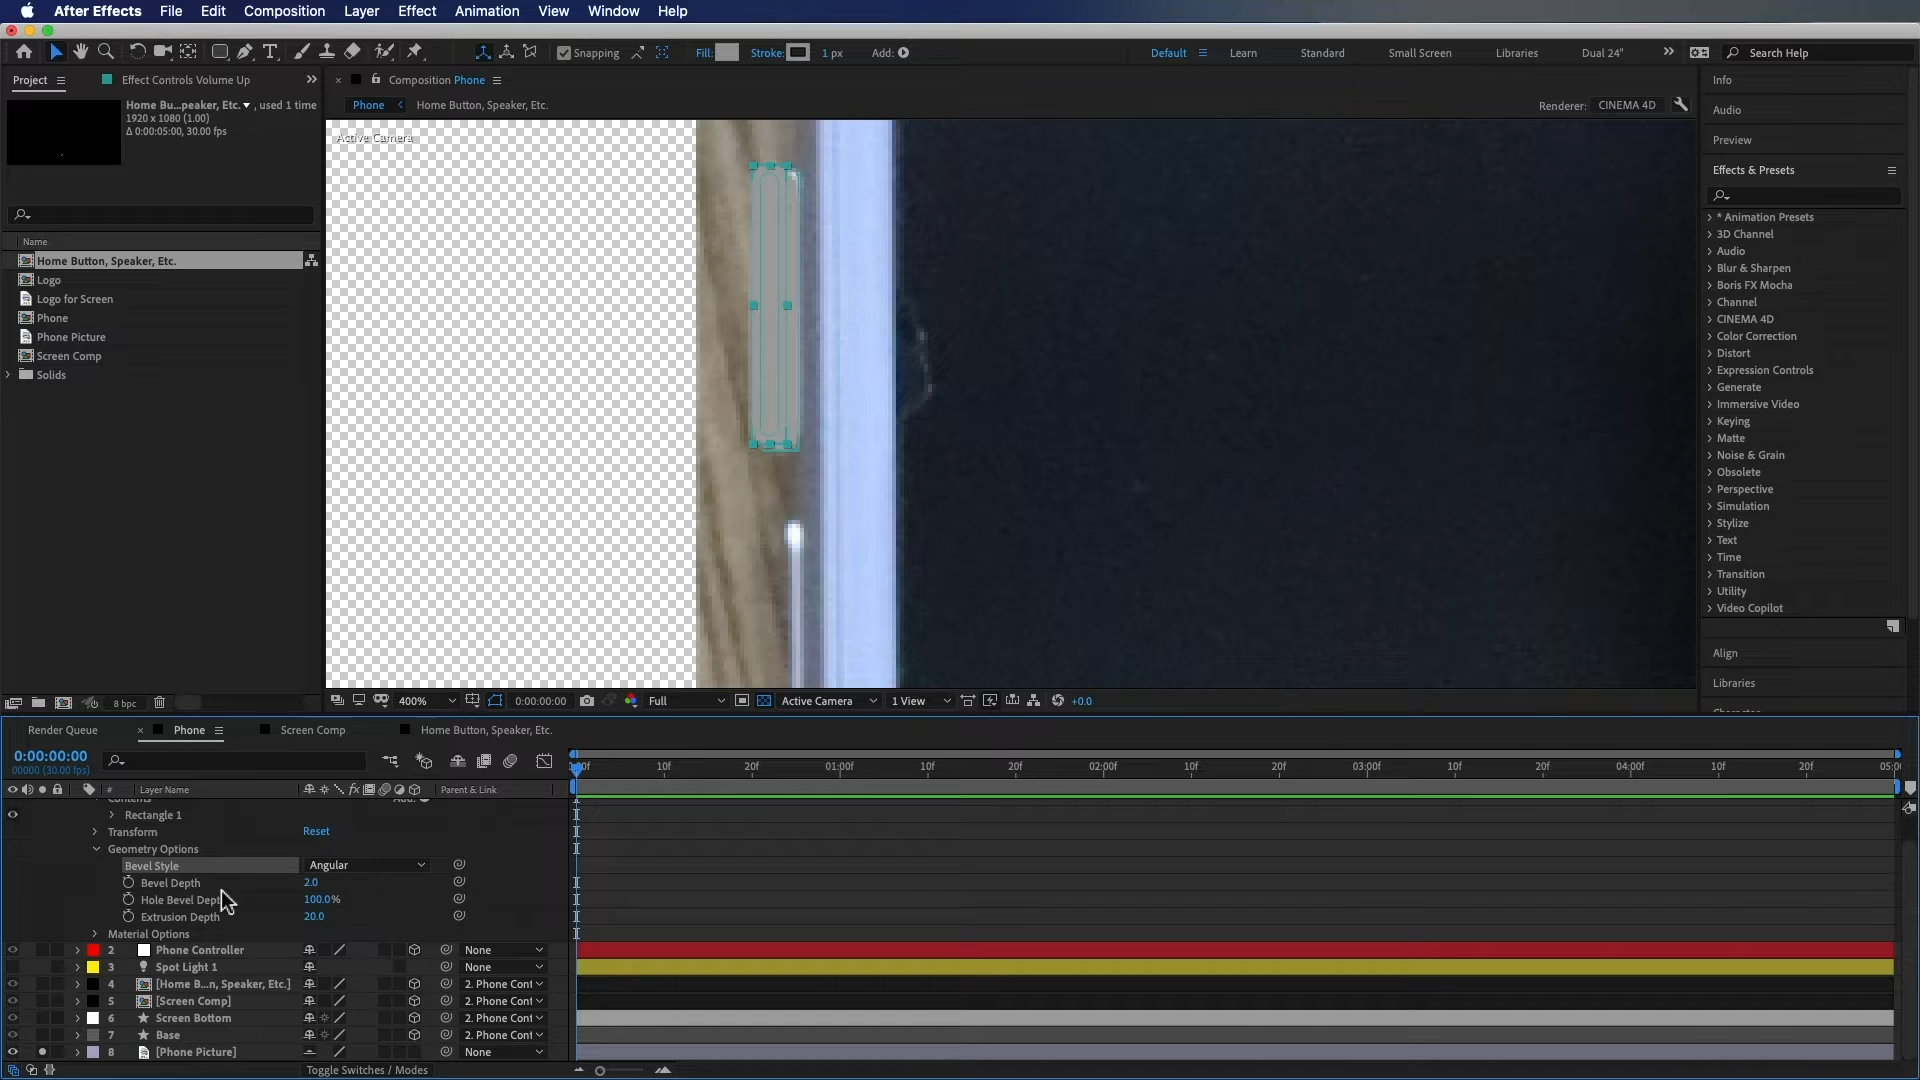 After Effects File Edit Composition Layer Effect Animation View Window Help
Snapping Fill: Stroke: 1 px Add: Default Learn Standard Small Screen Libraries Dual 24" Search Help
Project Effect Controls Volume Up
Composition Phone
Info
Home Bu...peaker, Etc. , used 1 time
1920 x 1080 (1.00)
Δ 0:00:05:00, 30.00 fps
Phone Home Button, Speaker, Etc. Renderer: CINEMA 4D
Active Camera
Audio
Preview
Effects & Presets
Name
Home Button, Speaker, Etc.
Logo
Logo for Screen
Phone
Phone Picture
Screen Comp
Solids
* Animation Presets
3D Channel
Audio
Blur & Sharpen
Boris FX Mocha
Channel
CINEMA 4D
Color Correction
Distort
Expression Controls
Generate
Immersive Video
Keying
Matte
Noise & Grain
Obsolete
Perspective
Simulation
Stylize
Text
Time
Transition
Utility
Video Copilot
Align
Libraries
8 bpc
400% 0:00:00:00 Full Active Camera 1 View +0.0
Render Queue Phone Screen Comp Home Button, Speaker, Etc.
0:00:00:00
00000 (30.00 fps)
10f 20f 01:00f 10f 20f 02:00f 10f 20f 03:00f 10f 20f 04:00f 10f 20f
# Layer Name Parent & Link
Rectangle 1
Transform Reset
Geometry Options
Bevel Style Angular
Bevel Depth 2.0
Hole Bevel Dept 100.0%
Extrusion Depth 20.0
Material Options
2 Phone Controller None
3 Spot Light 1 None
4 [Home B...n, Speaker, Etc.] 2. Phone Cont
5 [Screen Comp] 2. Phone Cont
6 Screen Bottom 2. Phone Cont
7 Base 2. Phone Cont
8 [Phone Picture] None
Toggle Switches / Modes